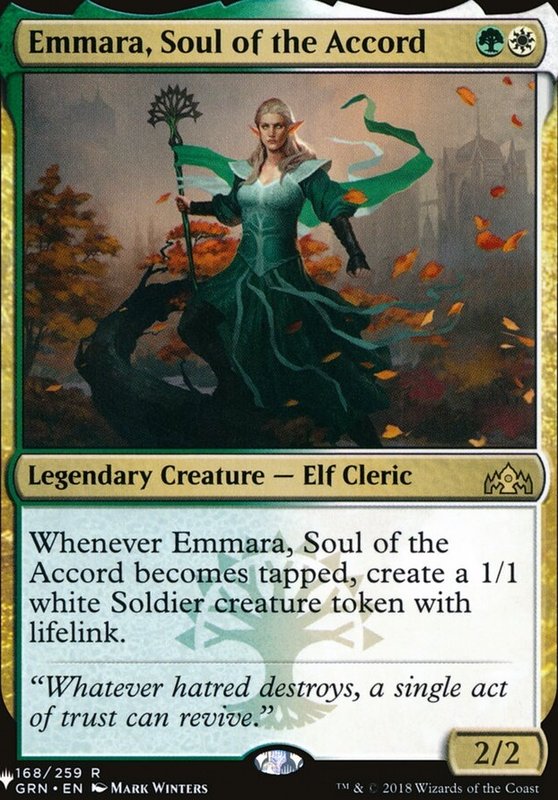 Emmara, Soul of the Accord
Legendary Creature — Elf Cleric
Whenever Emmara, Soul of the
Accord becomes tapped, create a 1/1
white Soldier creature token with
lifelink.
“Whatever hatred destroys, a single act
of trust can revive.”
2/2
168/259 R
GRN • EN Mark Winters
™ & © 2018 Wizards of the Coast